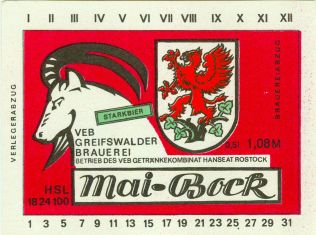 I II III IV V VI VII VIII IX X XI XII
VERLEGERABZUG
BRAUEREIABZUG
STARKBIER
VEB
GREIFSWALDER
BRAUEREI
0,5l 1,08M
BETRIEB DES VEB GETRÄNKEKOMBINAT HANSEAT ROSTOCK
HSL
1824100
Mai-Bock
1 3 5 7 9 11 13 15 17 19 21 23 25 27 29 31